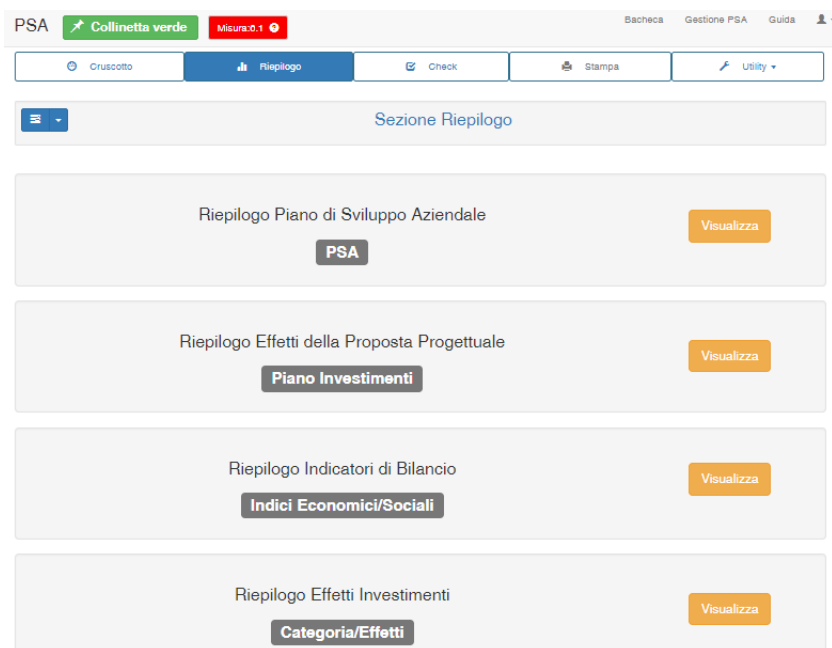 PSA Collinetta verde Misura:6.1 Bacheca Gestione PSA Guida
Cruscotto Riepilogo Check Stampa Utility
Sezione Riepilogo
Riepilogo Piano di Sviluppo Aziendale
PSA
Visualizza
Riepilogo Effetti della Proposta Progettuale
Piano Investimenti
Visualizza
Riepilogo Indicatori di Bilancio
Indici Economici/Sociali
Visualizza
Riepilogo Effetti Investimenti
Categoria/Effetti
Visualizza